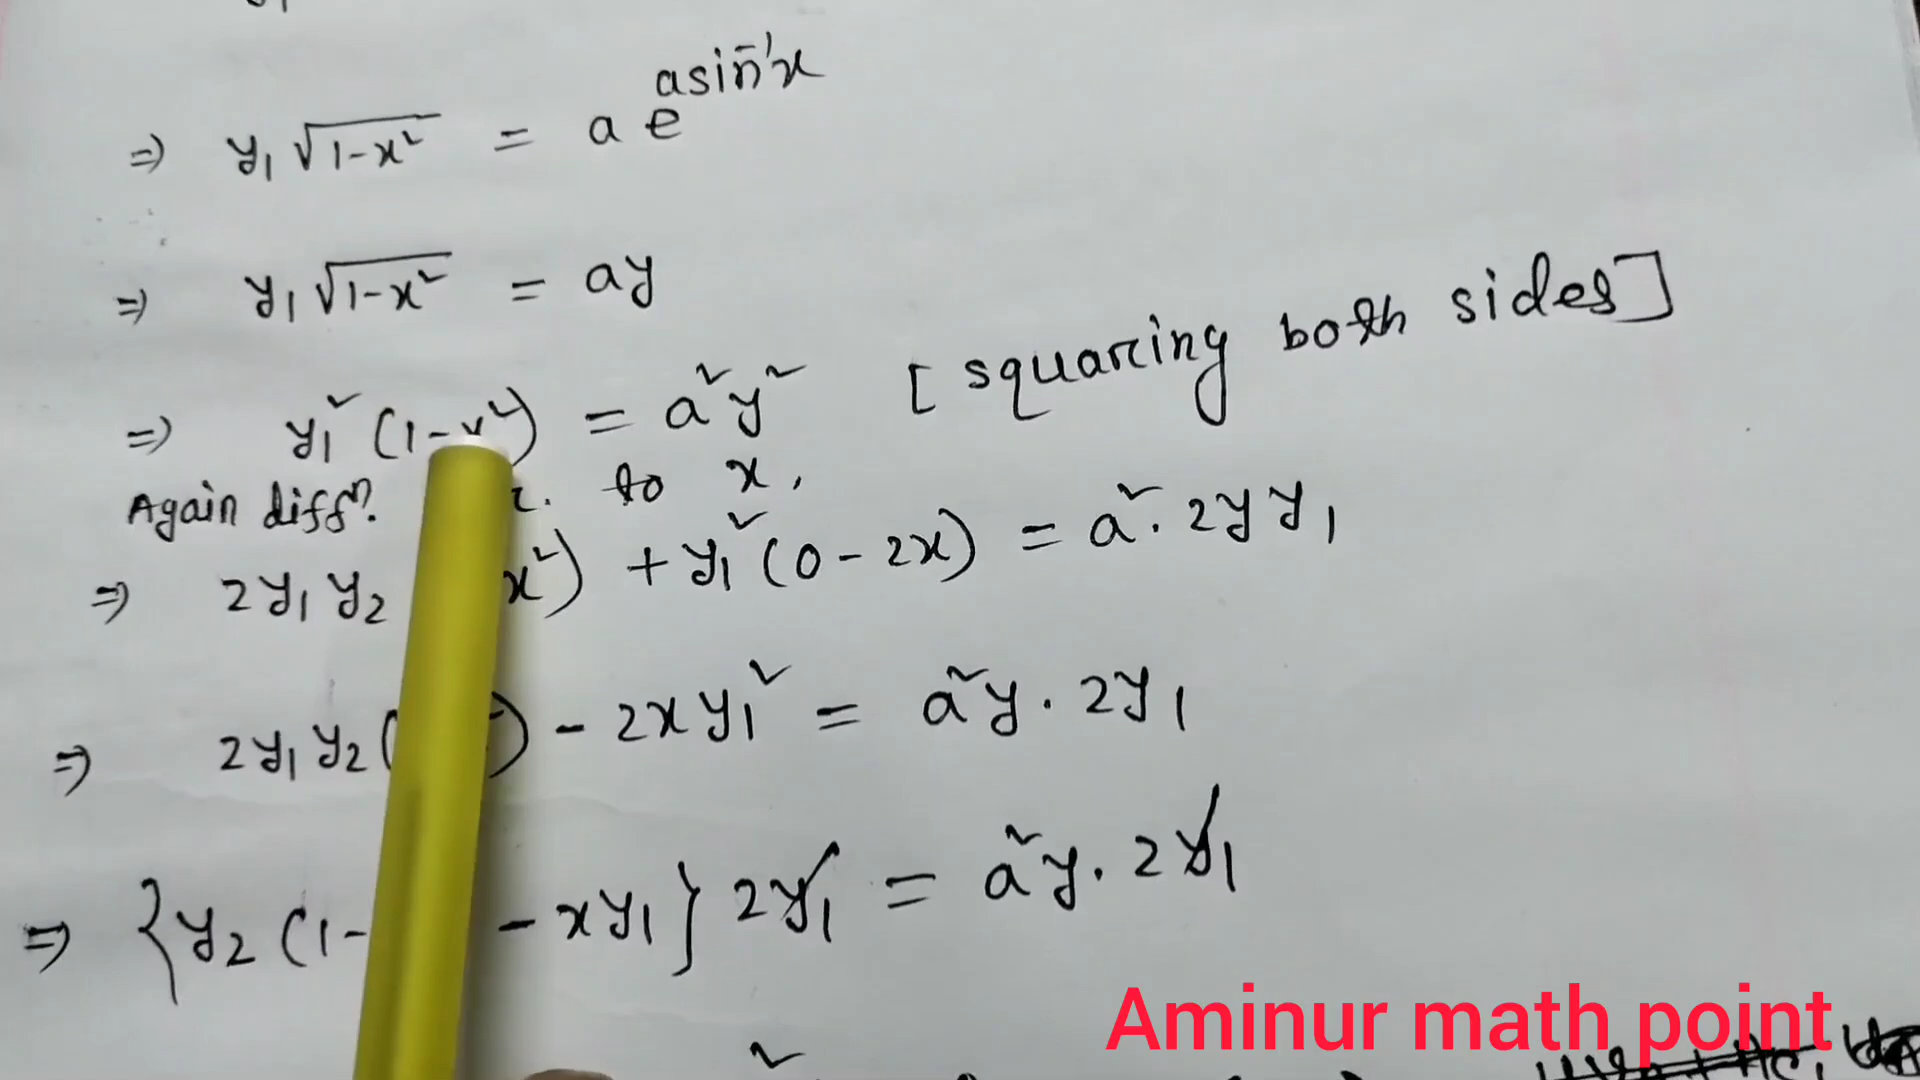 ⇒ y₁ √1-x² = a e^(a sin⁻¹x)
⇒ y₁ √1-x² = ay
⇒ y₁² (1-x²) = a²y² [squaring both sides]
Again diffⁿ. to x,
⇒ 2y₁y₂ x²) + y₁² (0 - 2x) = a². 2yy₁
⇒ 2y₁y₂ ( ) - 2xy₁² = a²y. 2y₁
⇒ {y₂ (1- - xy₁} 2y₁ = a²y. 2y₁
Aminur math point